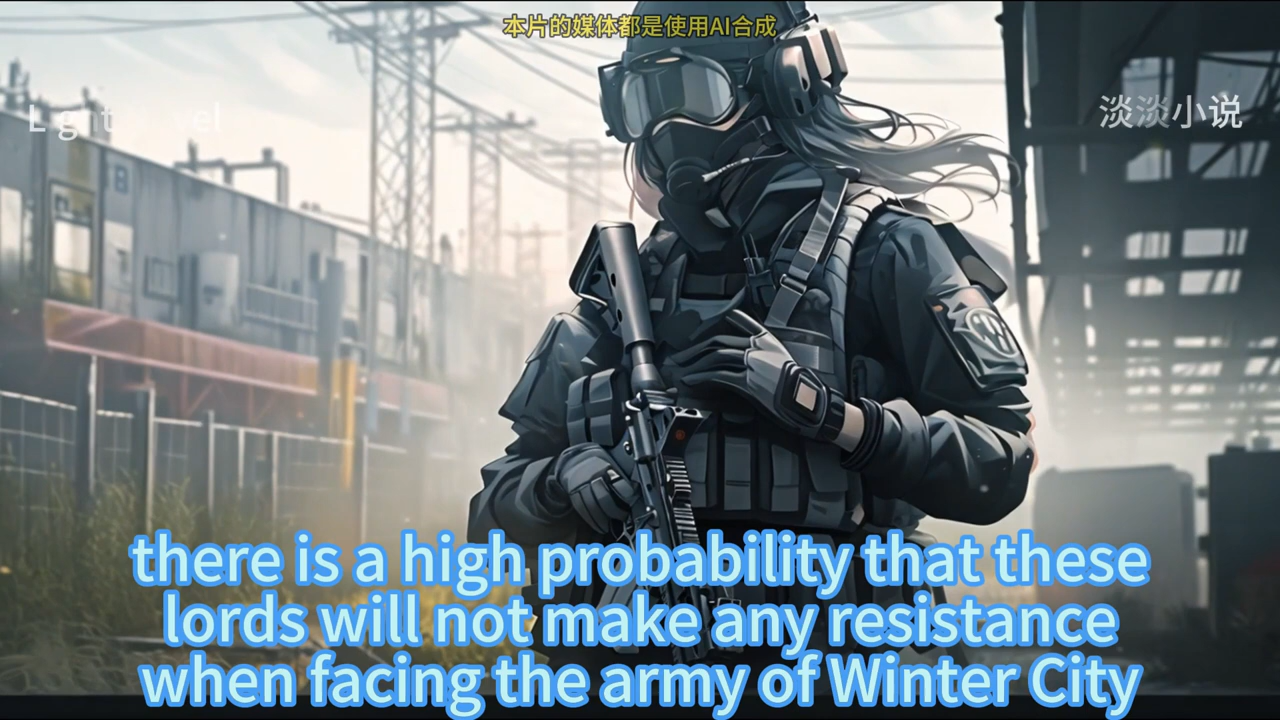 本片的媒体都是使用AI合成
淡淡小说
there is a high probability that these
lords will not make any resistance
when facing the army of Winter City